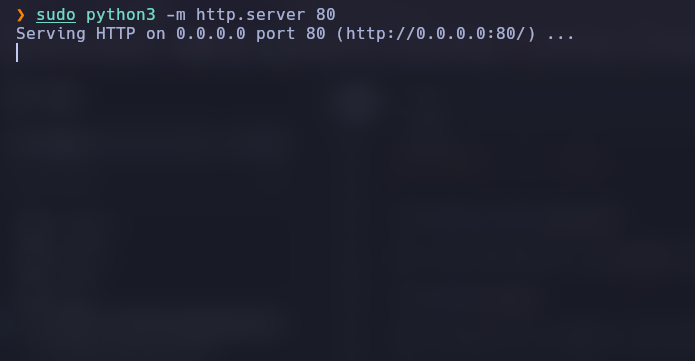 ❯ sudo python3 -m http.server 80
Serving HTTP on 0.0.0.0 port 80 (http://0.0.0.0:80/) ...